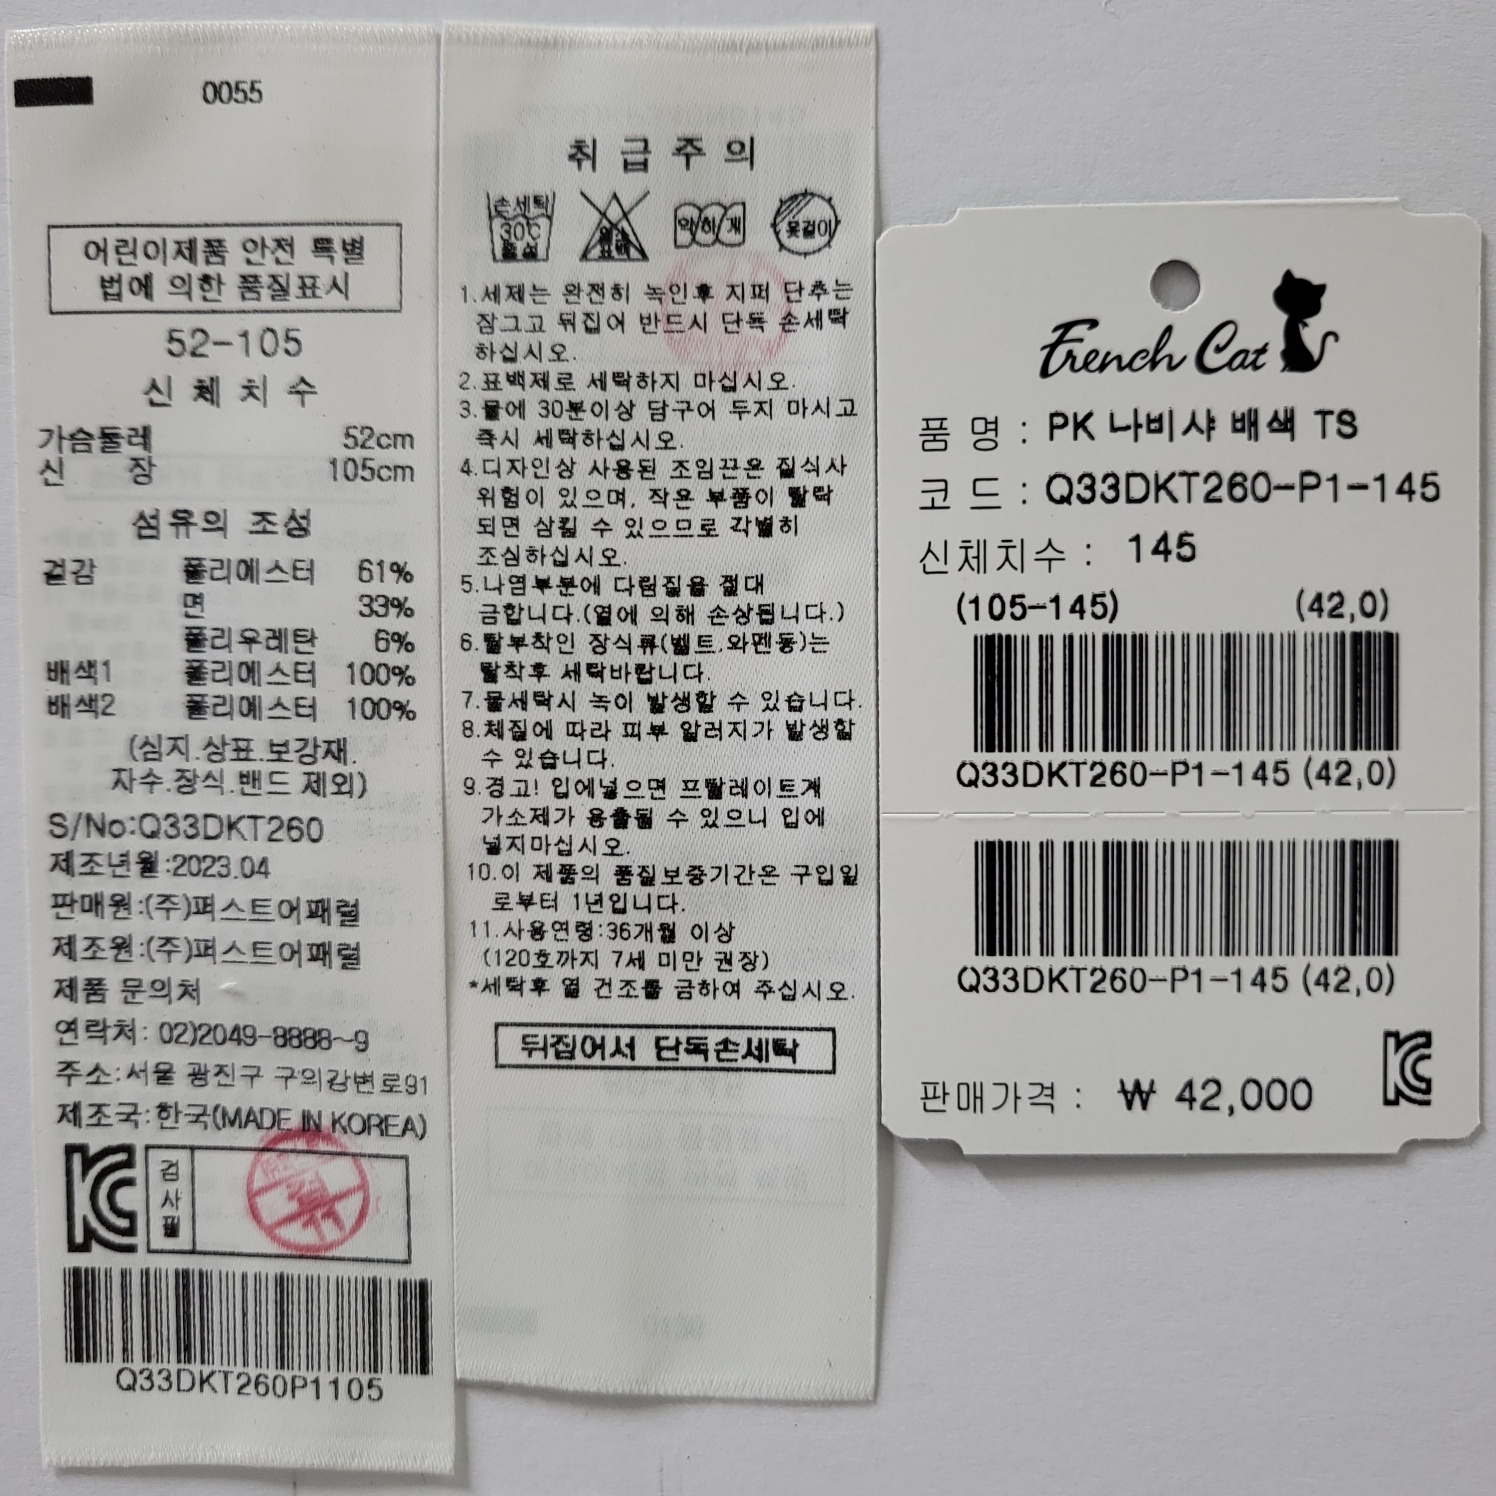 0055
어린이제품 안전 특별
법에 의한 품질표시
52-105
신체치수
가슴둘레 52cm
신 장 105cm
섬유의 조성
겉감 폴리에스터 61%
면 33%
폴리우레탄 6%
배색1 폴리에스터 100%
배색2 폴리에스터 100%
(심지.상표.보강재.
자수.장식.밴드 제외)
S/No:Q33DKT260
제조년월:2023.04
판매원:(주)퍼스트어패럴
제조원:(주)퍼스트어패럴
제품 문의처
연락처: 02)2049-8888~9
주소:서울 광진구 구의강변로91
제조국:한국(MADE IN KOREA)
검사필
Q33DKT260P1105
취급주의
손세탁
30℃
중성
염소
표백
약하게
옷걸이
1.세제는 완전히 녹인후 지퍼 단추는
잠그고 뒤집어 반드시 단독 손세탁
하십시오.
2.표백제로 세탁하지 마십시오.
3.물에 30분이상 담구어 두지 마시고
즉시 세탁하십시오.
4.디자인상 사용된 조임끈은 질식사
위험이 있으며, 작은 부품이 탈락
되면 삼킬 수 있으므로 각별히
조심하십시오.
5.나염부분에 다림질을 절대
금합니다.(열에 의해 손상됩니다.)
6.탈부착인 장식류(벨트.와펜등)는
탈착후 세탁바랍니다.
7.물세탁시 녹이 발생할 수 있습니다.
8.체질에 따라 피부 알러지가 발생할
수 있습니다.
9.경고! 입에넣으면 프탈레이트계
가소제가 용출될 수 있으니 입에
넣지마십시오.
10.이 제품의 품질보증기간은 구입일
로부터 1년입니다.
11.사용연령:36개월 이상
(120호까지 7세 미만 권장)
*세탁후 열 건조를 금하여 주십시오.
뒤집어서 단독손세탁
French Cat
품 명 : PK 나비샤 배색 TS
코 드 : Q33DKT260-P1-145
신체치수 : 145
(105-145) (42,0)
Q33DKT260-P1-145 (42,0)
Q33DKT260-P1-145 (42,0)
판매가격 : ₩ 42,000